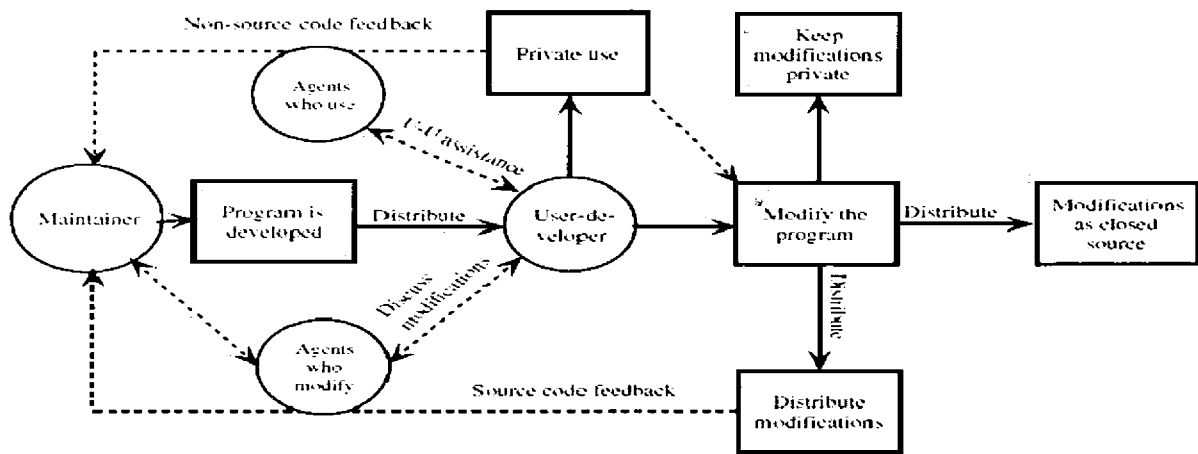 Non-source code feedback
Private use
Keep
modifications
private
Agents
who use
U-U assistance
Maintainer
Program is
developed
Distribute
User-de-
veloper
Modify the
program
Distribute
Modifications
as closed
source
Discuss
modifications
Distribute
Agents
who
modify
Source code feedback
Distribute
modifications